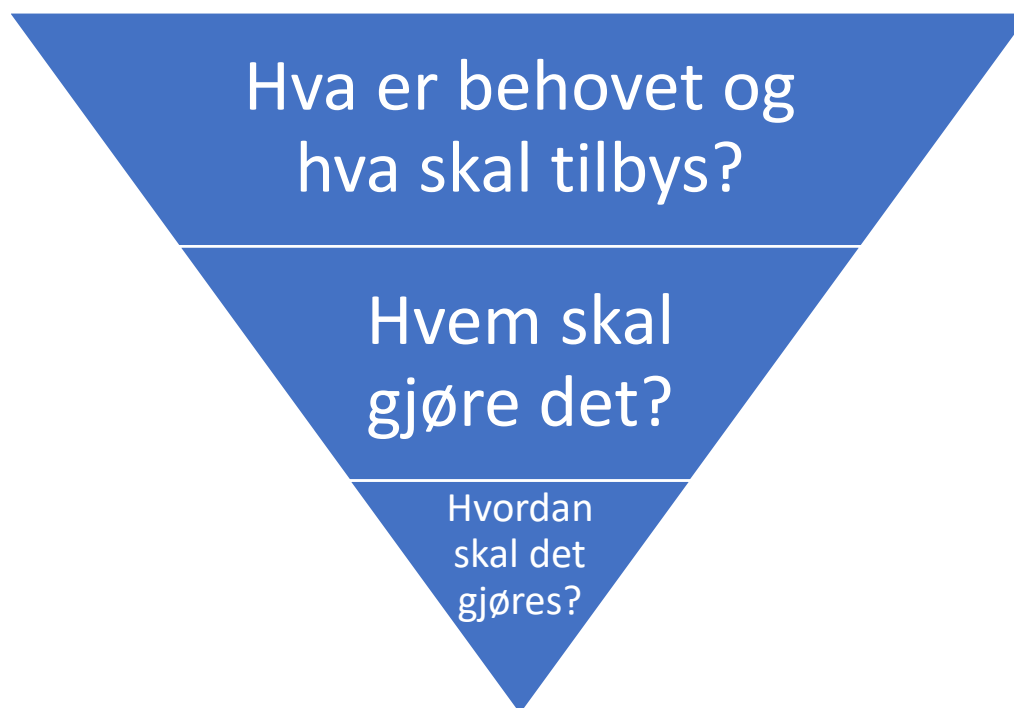 Hva er behovet og
hva skal tilbys?
Hvem skal
gjøre det?
Hvordan
skal det
gjøres?